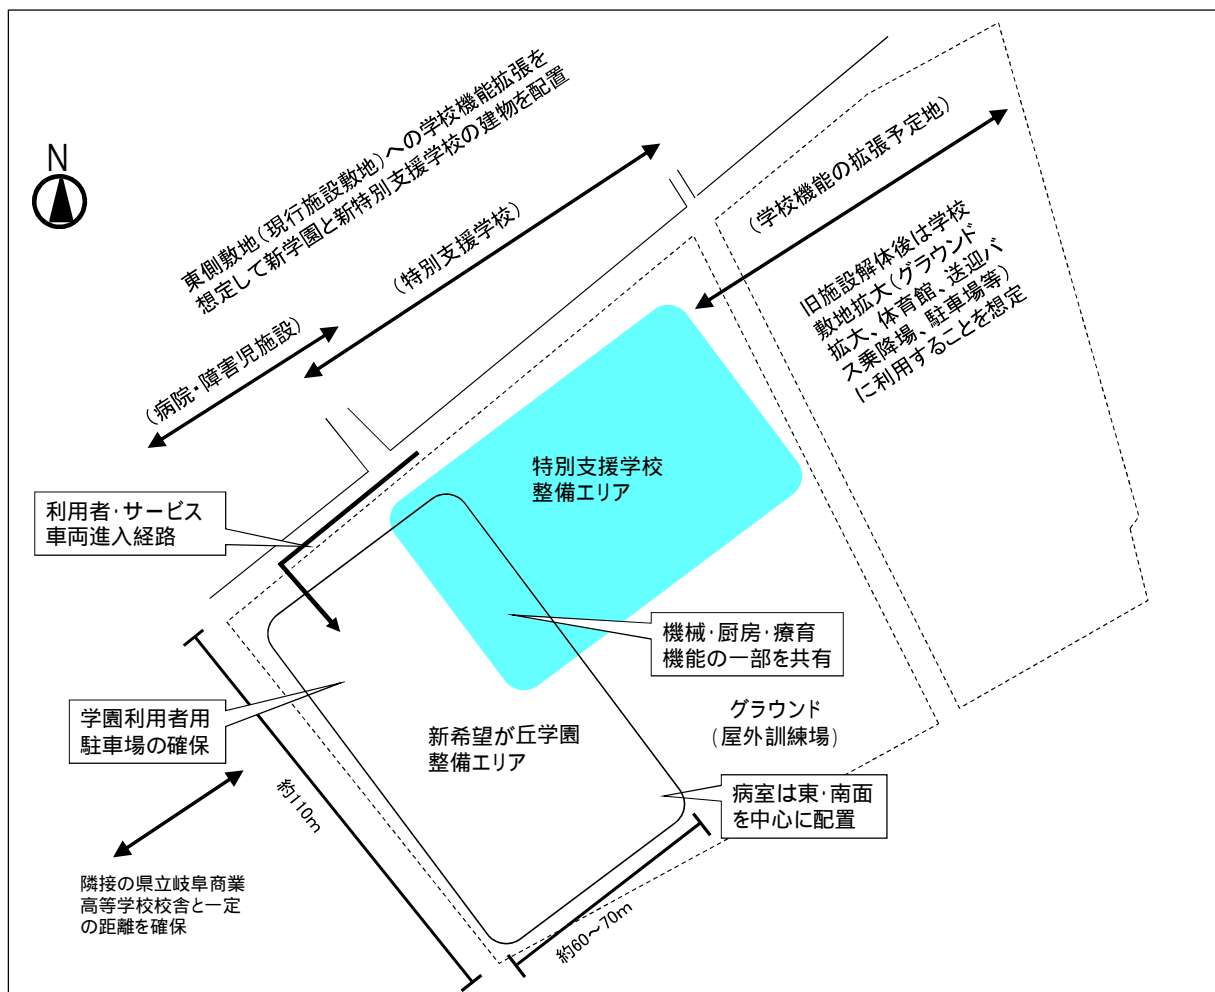 N
東側敷地(現行施設敷地)への学校機能拡張を
想定して新学園と新特別支援学校の建物を配置
(特別支援学校)
(病院・障害児施設)
(学校機能の拡張予定地)
旧施設解体後は学校
敷地拡大(グラウンド
拡大、体育館、送迎バ
ス乗降場、駐車場等)
に利用することを想定
特別支援学校
整備エリア
利用者・サービス
車両進入経路
機械・厨房・療育
機能の一部を共有
学園利用者用
駐車場の確保
新希望が丘学園
整備エリア
グラウンド
(屋外訓練場)
病室は東・南面
を中心に配置
約110m
約60～70m
隣接の県立岐阜商業
高等学校校舎と一定
の距離を確保